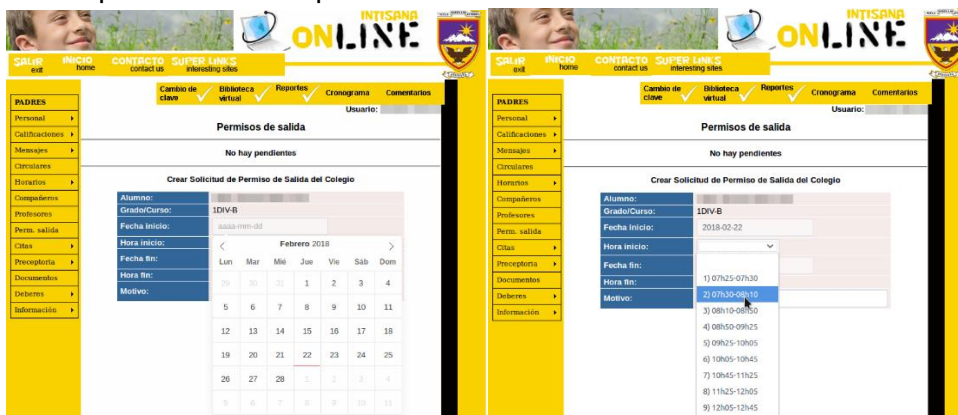 INTISANA
ONLINE
SALIR INICIO CONTACTO SUPER LINKS
exit home contact us interesting sites
Cambio de clave Biblioteca virtual Reportes Cronograma Comentarios
Usuario:
PADRES
Personal
Calificaciones
Mensajes
Circulares
Horarios
Compañeros
Profesores
Perm. salida
Citas
Preceptoria
Documentos
Deberes
Información
Permisos de salida
No hay pendientes
Crear Solicitud de Permiso de Salida del Colegio
Alumno:
Grado/Curso: 1DIV-B
Fecha inicio: aaaa-mm-dd
Hora inicio:
Fecha fin:
Hora fin:
Motivo:
Febrero 2018
Lun Mar Mié Jue Vie Sáb Dom
29 30 31 1 2 3 4
5 6 7 8 9 10 11
12 13 14 15 16 17 18
19 20 21 22 23 24 25
26 27 28 1 2 3 4
5 6 7 8 9 10 11
INTISANA
ONLINE
SALIR INICIO CONTACTO SUPER LINKS
exit home contact us interesting sites
Cambio de clave Biblioteca virtual Reportes Cronograma Comentarios
Usuario:
PADRES
Personal
Calificaciones
Mensajes
Circulares
Horarios
Compañeros
Profesores
Perm. salida
Citas
Preceptoria
Documentos
Deberes
Información
Permisos de salida
No hay pendientes
Crear Solicitud de Permiso de Salida del Colegio
Alumno:
Grado/Curso: 1DIV-B
Fecha inicio: 2018-02-22
Hora inicio:
Fecha fin:
Hora fin:
Motivo:
1) 07h25-07h30
2) 07h30-08h10
3) 08h10-08h50
4) 08h50-09h25
5) 09h25-10h05
6) 10h05-10h45
7) 10h45-11h25
8) 11h25-12h05
9) 12h05-12h45